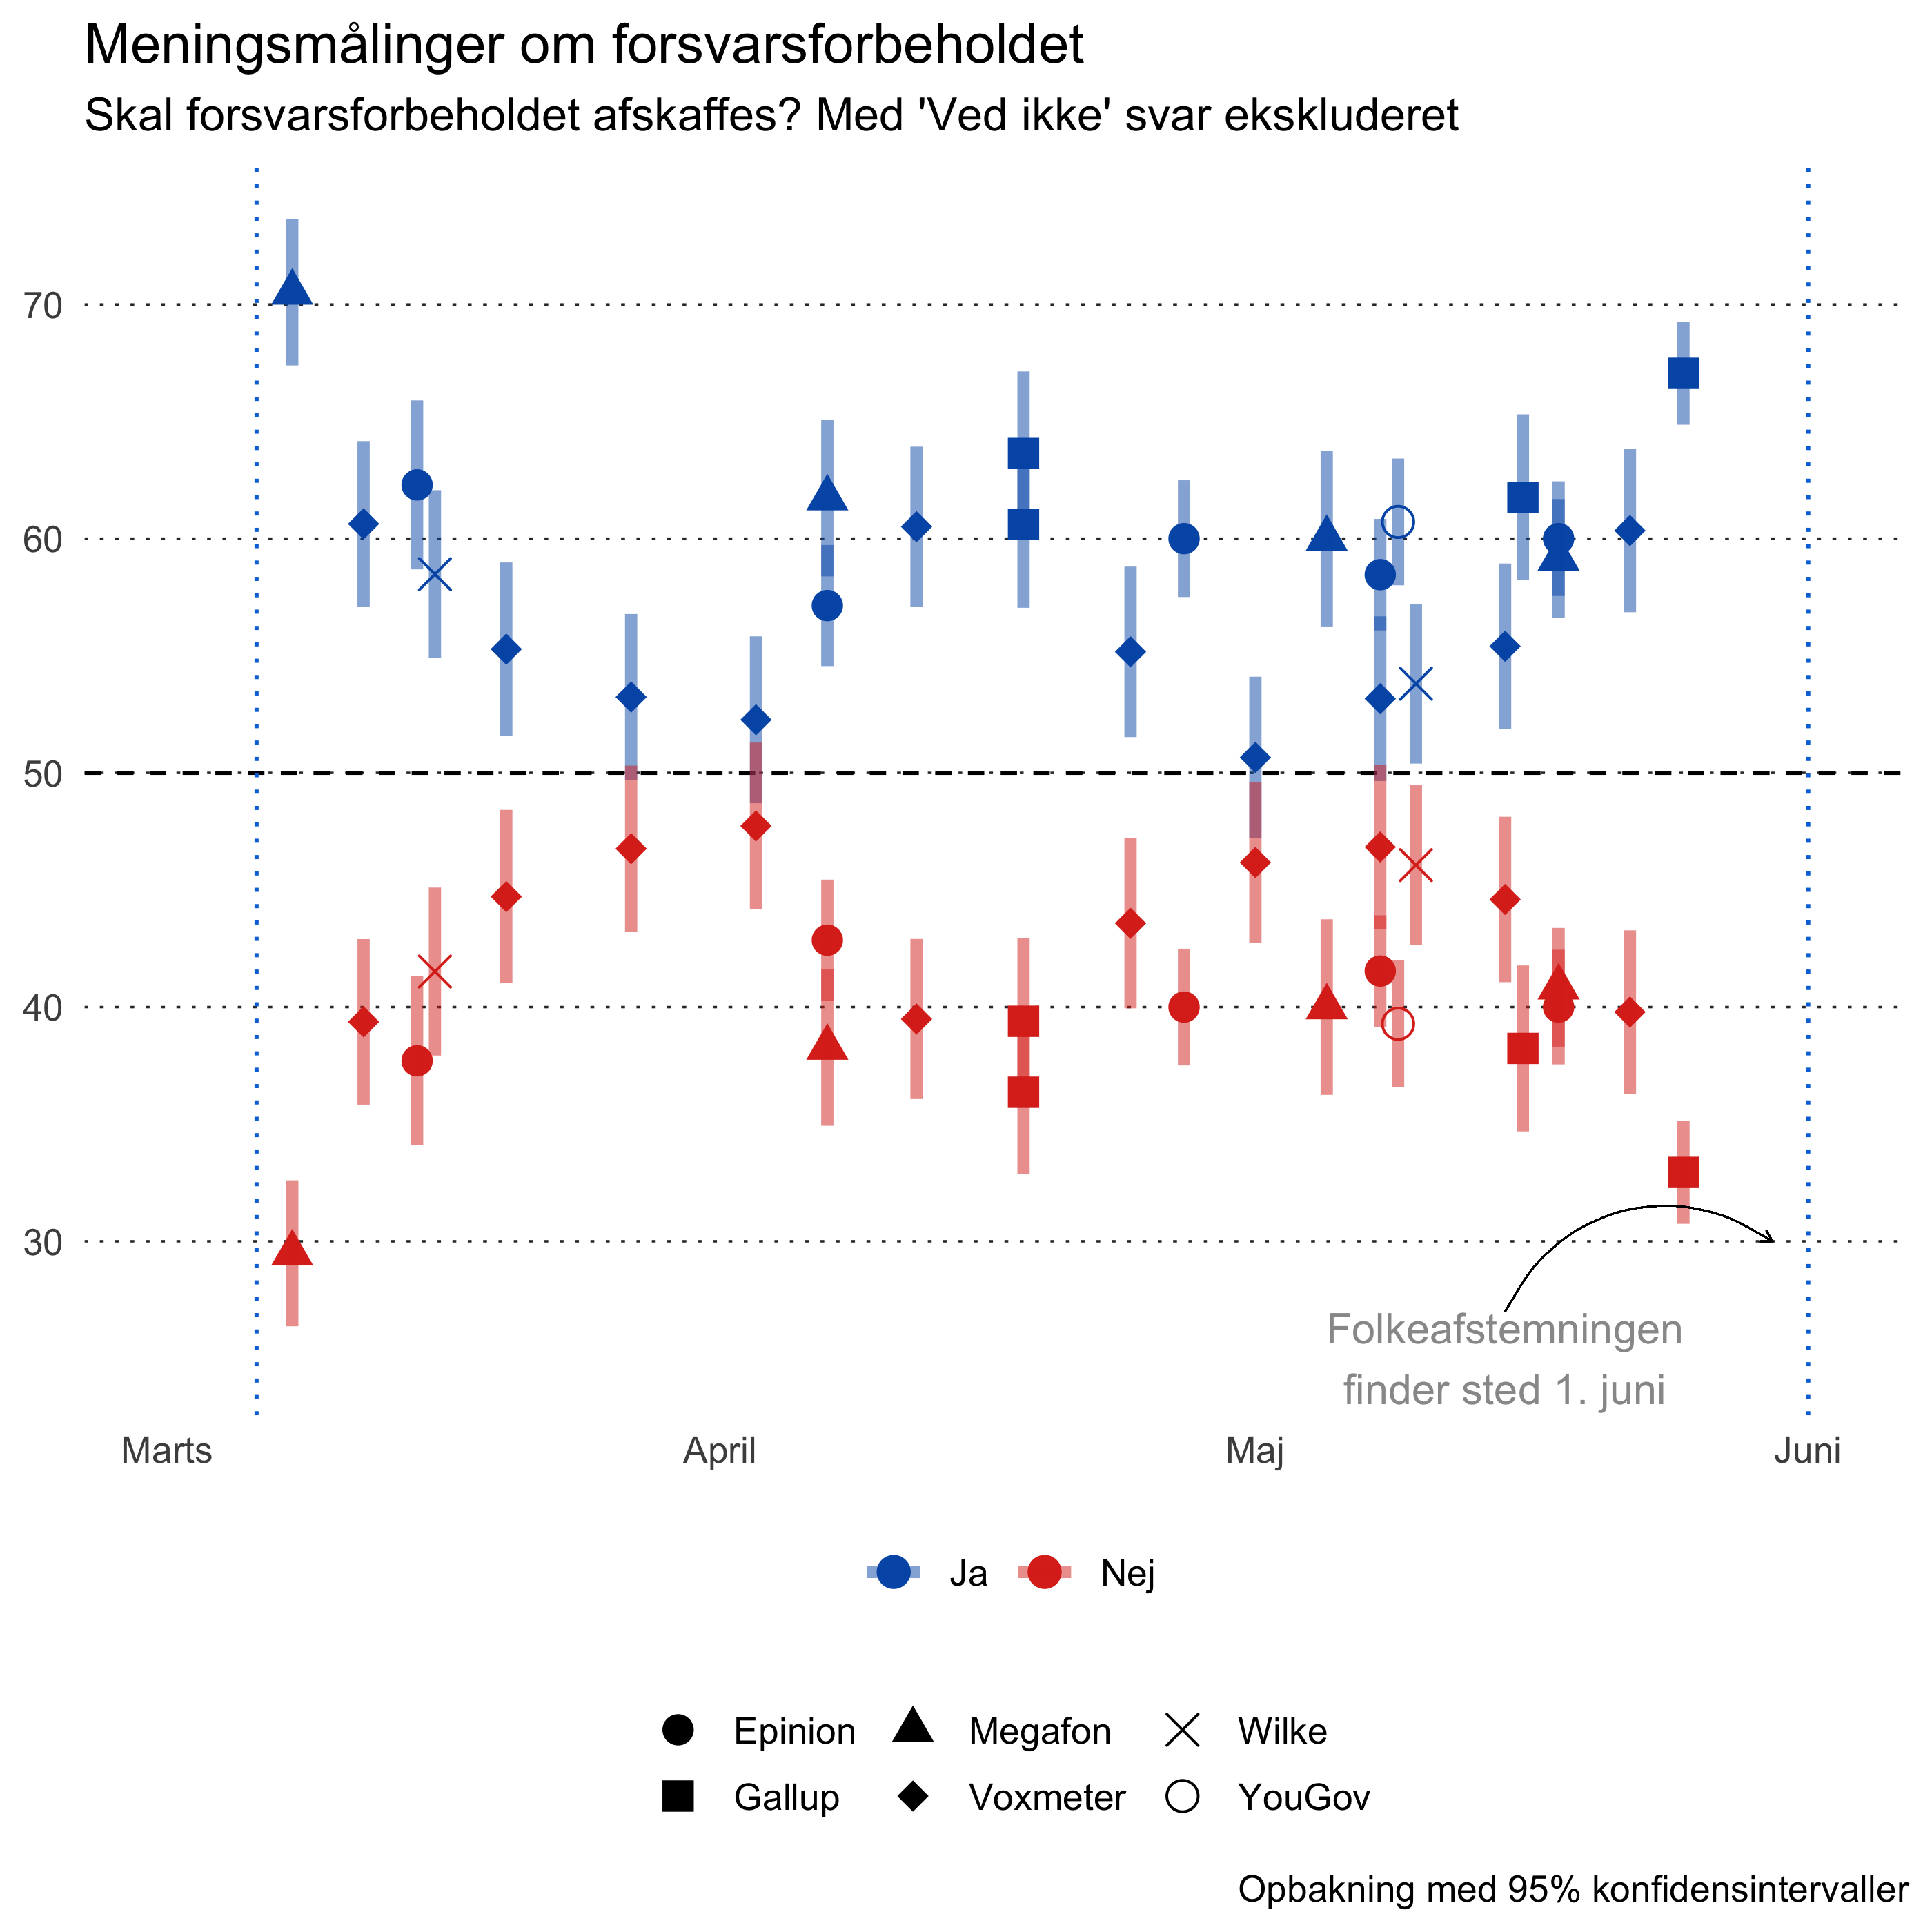 Meningsmålinger om forsvarsforbeholdet
Skal forsvarsforbeholdet afskaffes? Med 'Ved ikke' svar ekskluderet
70
60
50
40
30
Folkeafstemningen
finder sted 1. juni
Marts April Maj Juni
Ja Nej
Epinion Megafon Wilke
Gallup Voxmeter YouGov
Opbakning med 95% konfidensintervaller